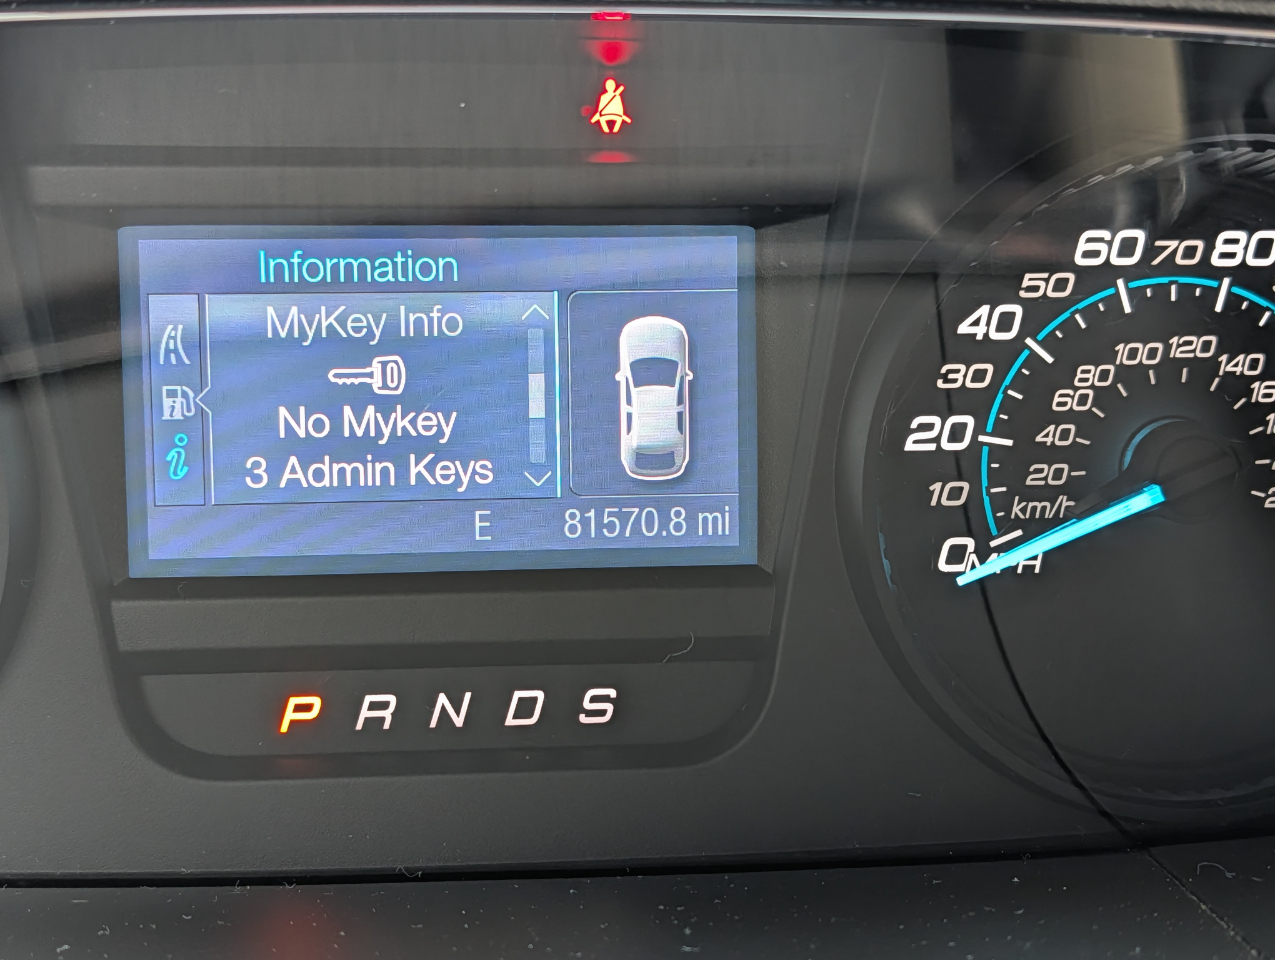 Information
MyKey Info
No Mykey
3 Admin Keys
E 81570.8 mi
P R N D S
0 10 20 30 40 50 60 70 80
MPH
20 40 60 80 100 120 140
km/h